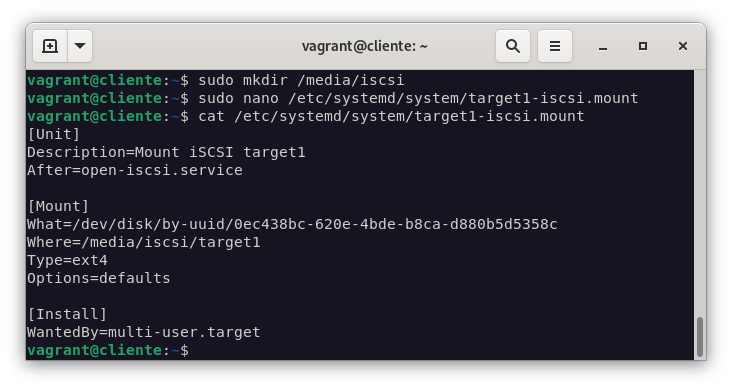 vagrant@cliente: ~
vagrant@cliente:~$ sudo mkdir /media/iscsi
vagrant@cliente:~$ sudo nano /etc/systemd/system/target1-iscsi.mount
vagrant@cliente:~$ cat /etc/systemd/system/target1-iscsi.mount
[Unit]
Description=Mount iSCSI target1
After=open-iscsi.service

[Mount]
What=/dev/disk/by-uuid/0ec438bc-620e-4bde-b8ca-d880b5d5358c
Where=/media/iscsi/target1
Type=ext4
Options=defaults

[Install]
WantedBy=multi-user.target
vagrant@cliente:~$